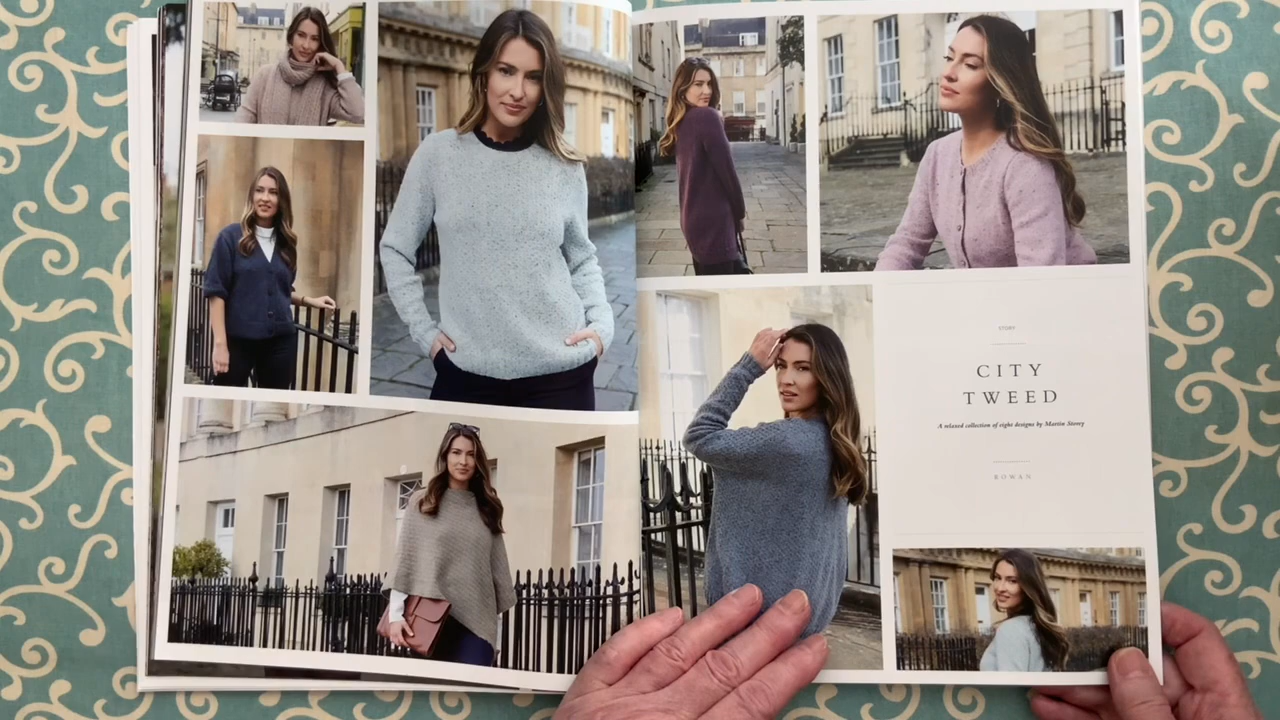 STORY
CITY
TWEED
A relaxed collection of eight designs by Martin Storey
ROWAN